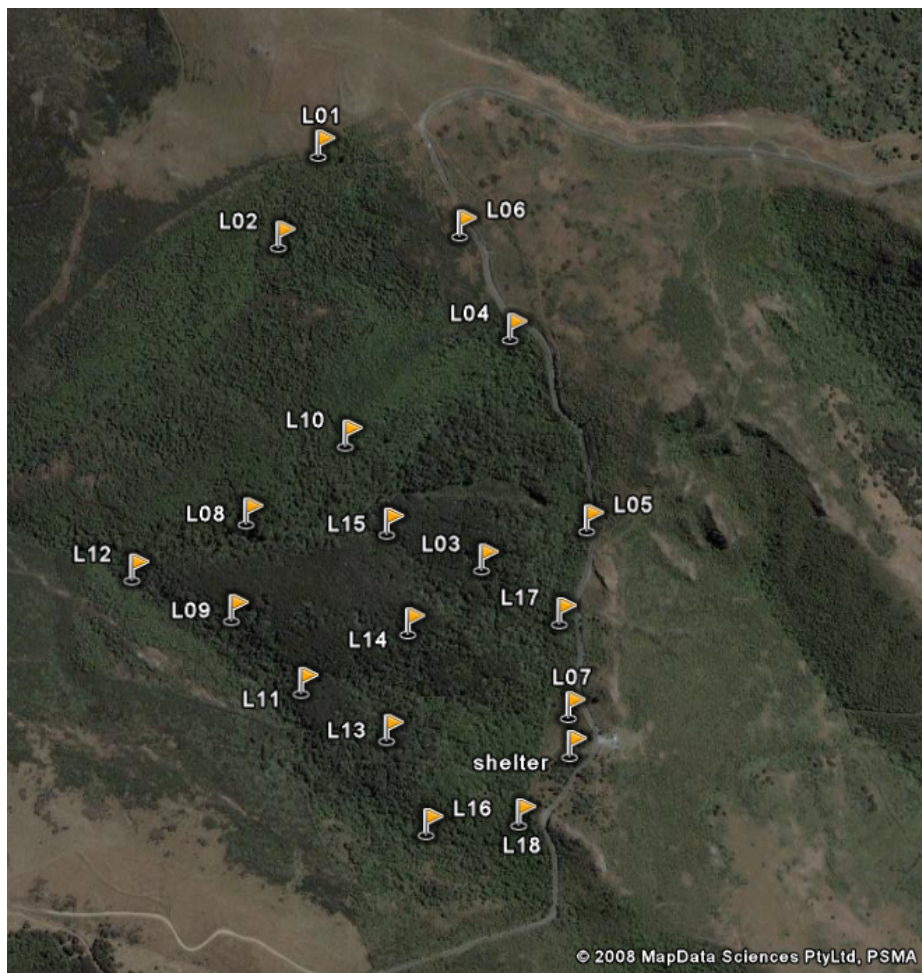 L01
L02
L06
L04
L10
L08
L15
L05
L03
L12
L09
L17
L14
L11
L07
L13
shelter
L16
L18
© 2008 MapData Sciences PtyLtd, PSMA